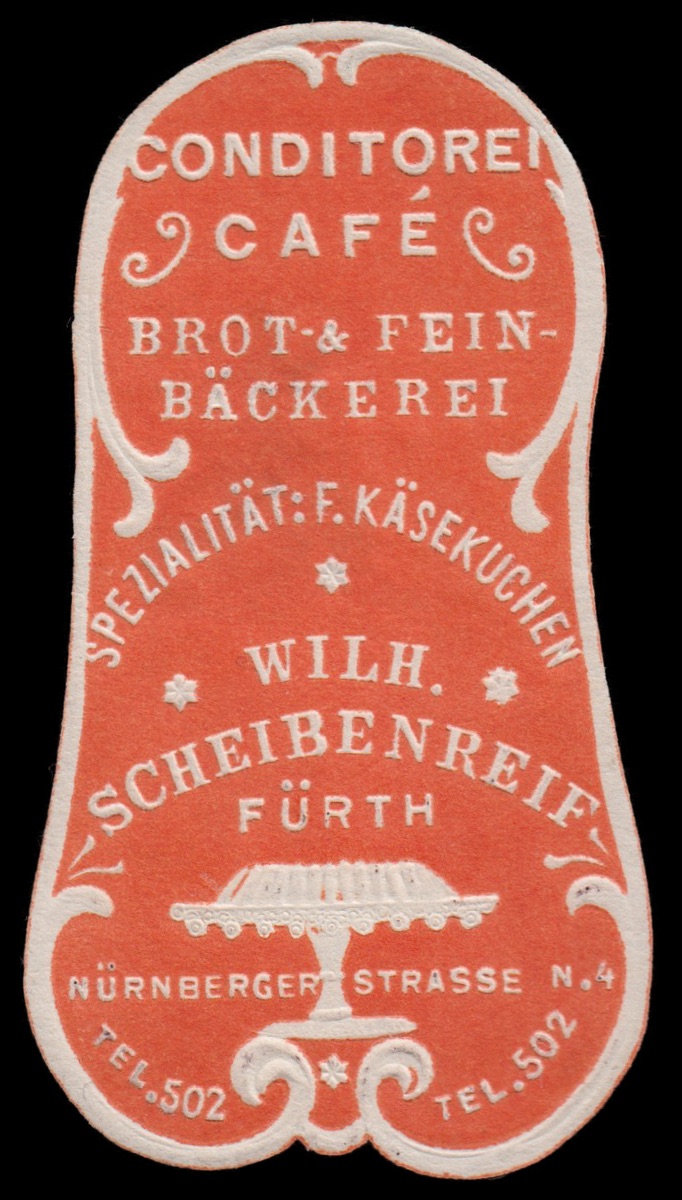 CONDITOREI
CAFÉ
BROT- & FEIN-
BÄCKEREI
SPEZIALITÄT: F. KÄSEKUCHEN
WILH.
SCHEIBENREIF
FÜRTH
NÜRNBERGER STRASSE N. 4
TEL. 502
TEL. 502